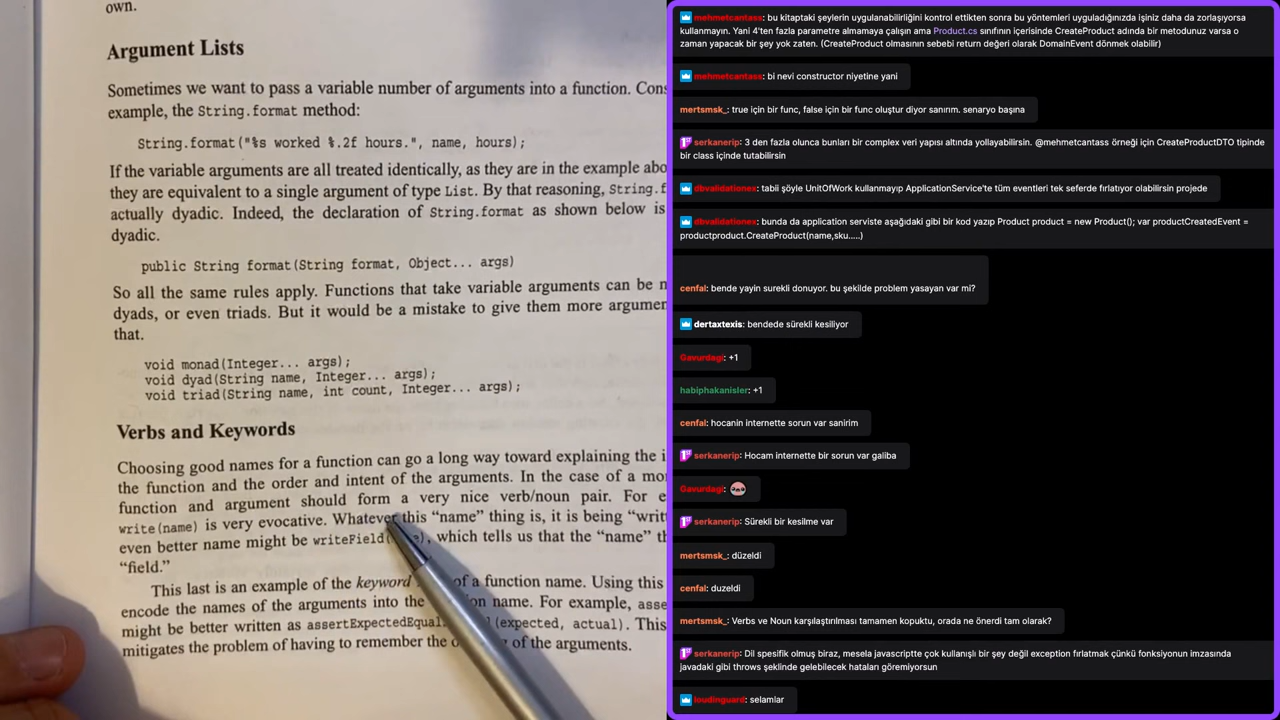 own.
Argument Lists
Sometimes we want to pass a variable number of arguments into a function. Cons
example, the String.format method:
String.format("%s worked %.2f hours.", name, hours);
If the variable arguments are all treated identically, as they are in the example abo
they are equivalent to a single argument of type List. By that reasoning, String.f
actually dyadic. Indeed, the declaration of String.format as shown below is
dyadic.
public String format(String format, Object... args)
So all the same rules apply. Functions that take variable arguments can be m
dyads, or even triads. But it would be a mistake to give them more argumen
that.
void monad(Integer... args);
void dyad(String name, Integer... args);
void triad(String name, int count, Integer... args);
Verbs and Keywords
Choosing good names for a function can go a long way toward explaining the i
the function and the order and intent of the arguments. In the case of a mo
function and argument should form a very nice verb/noun pair. For e
write(name) is very evocative. Whatever this "name" thing is, it is being "writt
even better name might be writeField( e), which tells us that the "name" th
"field."
This last is an example of the keyword of a function name. Using this
encode the names of the arguments into the on name. For example, asse
might be better written as assertExpectedEqual (expected, actual). This
mitigates the problem of having to remember the o of the arguments.
mehmetcantass: bu kitaptaki şeylerin uygulanabilirliğini kontrol ettikten sonra bu yöntemleri uyguladığınızda işiniz daha da zorlaşıyorsa
kullanmayın. Yani 4'ten fazla parametre almamaya çalışın ama Product.cs sınıfının içerisinde CreateProduct adında bir metodunuz varsa o
zaman yapacak bir şey yok zaten. (CreateProduct olmasının sebebi return değeri olarak DomainEvent dönmek olabilir)
mehmetcantass: bi nevi constructor niyetine yani
mertsmsk_: true için bir func, false için bir func oluştur diyor sanırım. senaryo başına
serkanerip: 3 den fazla olunca bunları bir complex veri yapısı altında yollayabilirsin. @mehmetcantass örneği için CreateProductDTO tipinde
bir class içinde tutabilirsin
dbvalidationex: tabii şöyle UnitOfWork kullanmayıp ApplicationService'te tüm eventleri tek seferde fırlatıyor olabilirsin projede
dbvalidationex: bunda da application serviste aşağıdaki gibi bir kod yazıp Product product = new Product(); var productCreatedEvent =
productproduct.CreateProduct(name,sku.....)
cenfal: bende yayin surekli donuyor. bu şekilde problem yasayan var mi?
dertaxtexis: bendede sürekli kesiliyor
Gavurdagi: +1
habiphakanisler: +1
cenfal: hocanin internette sorun var sanirim
serkanerip: Hocam internette bir sorun var galiba
Gavurdagi:
serkanerip: Sürekli bir kesilme var
mertsmsk_: düzeldi
cenfal: duzeldi
mertsmsk_: Verbs ve Noun karşılaştırılması tamamen kopuktu, orada ne önerdi tam olarak?
serkanerip: Dil spesifik olmuş biraz, mesela javascriptte çok kullanışlı bir şey değil exception fırlatmak çünkü fonksiyonun imzasında
javadaki gibi throws şeklinde gelebilecek hataları göremiyorsun
loudinguard: selamlar